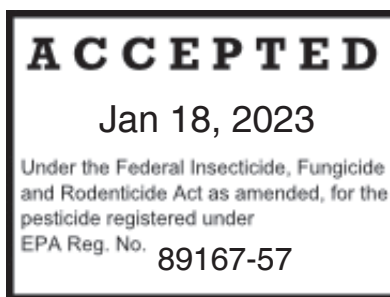 ACCEPTED
Jan 18, 2023
Under the Federal Insecticide, Fungicide
and Rodenticide Act as amended, for the
pesticide registered under
EPA Reg. No. 89167-57